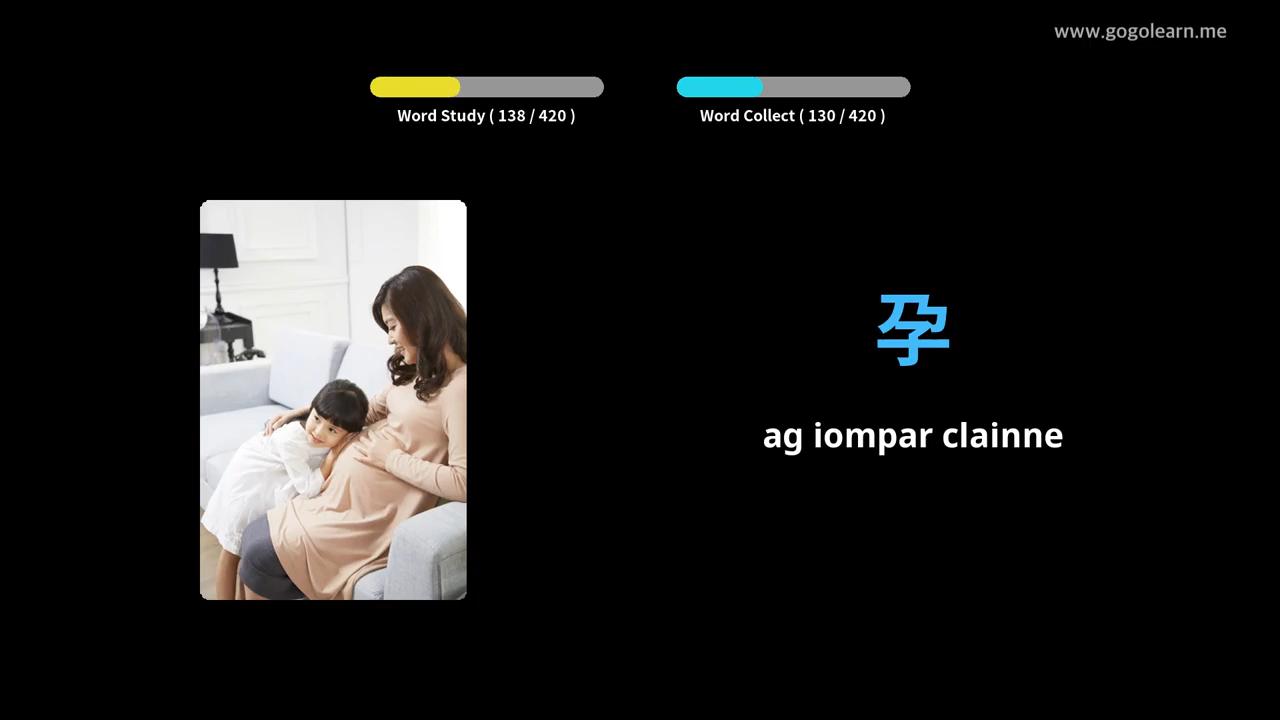 www.gogolearn.me
Word Study ( 138 / 420 )
Word Collect ( 130 / 420 )
孕
ag iompar clainne